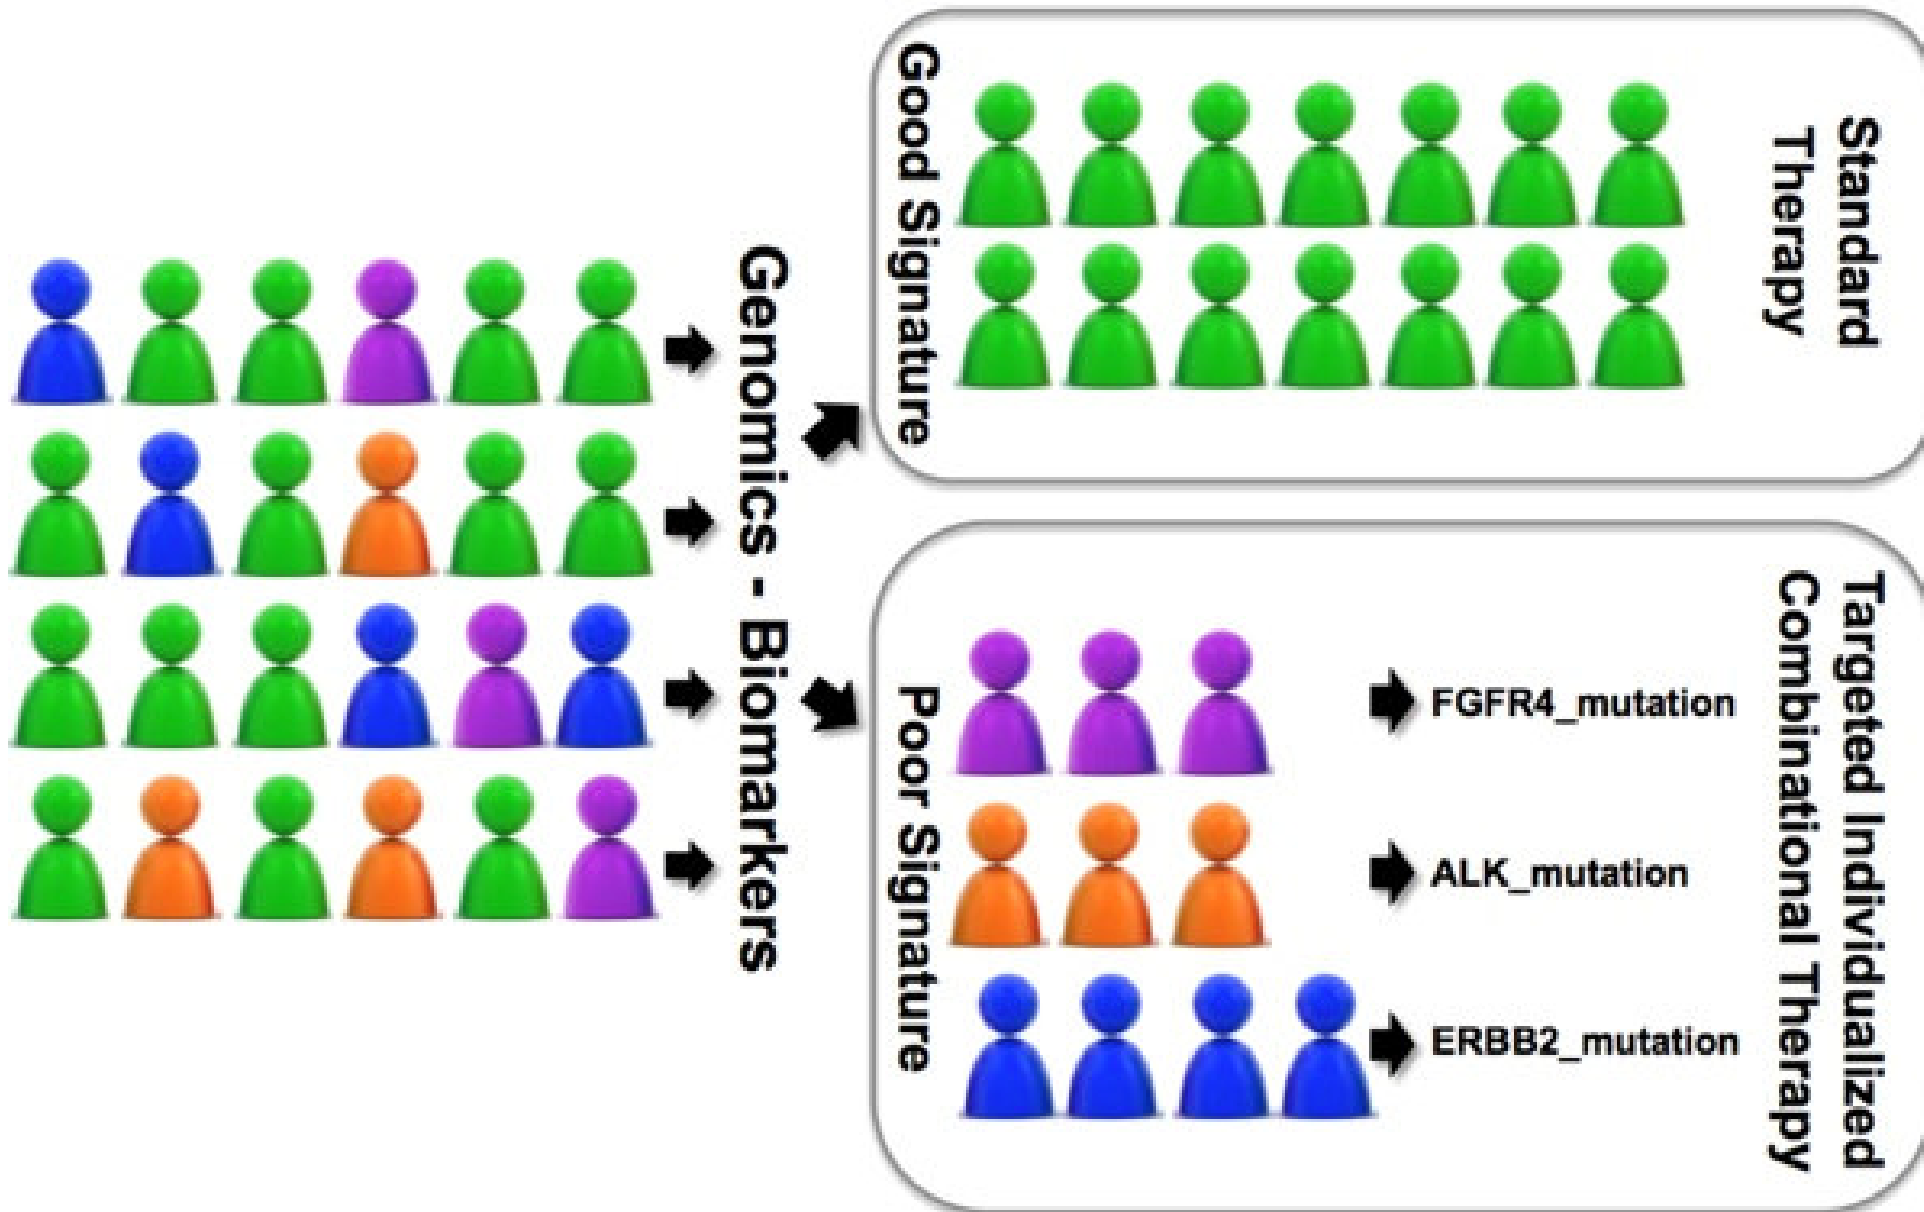 Genomics - Biomarkers
Good Signature
Standard
Therapy
Poor Signature
FGFR4_mutation
ALK_mutation
ERBB2_mutation
Targeted Individualized
Combinational Therapy